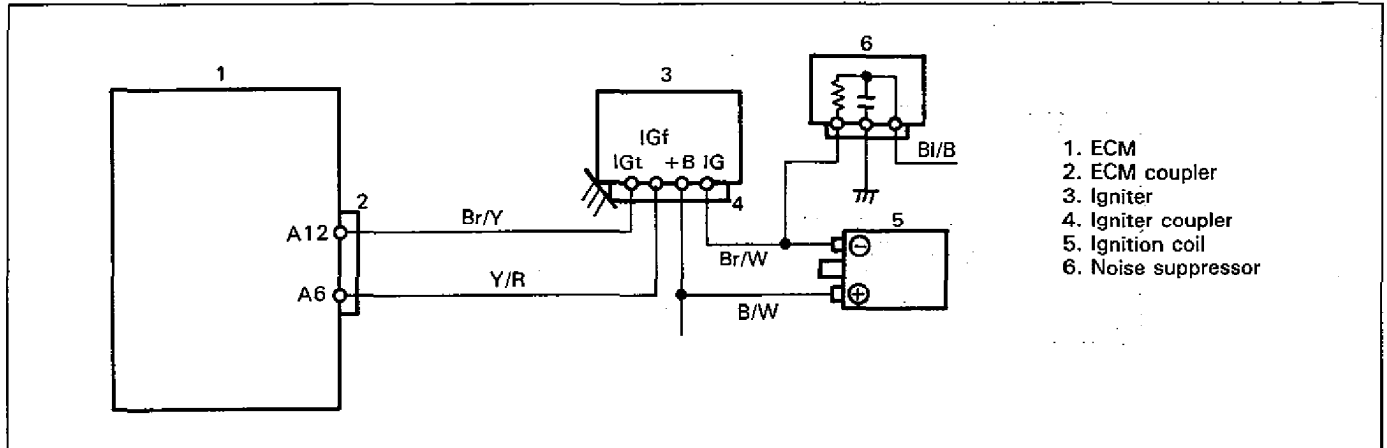 1
2
A12
A6
Br/Y
Y/R
3
IGf
IGt +B IG
4
Br/W
B/W
6
Bl/B
5
⊖
⊕
1. ECM
2. ECM coupler
3. Igniter
4. Igniter coupler
5. Ignition coil
6. Noise suppressor